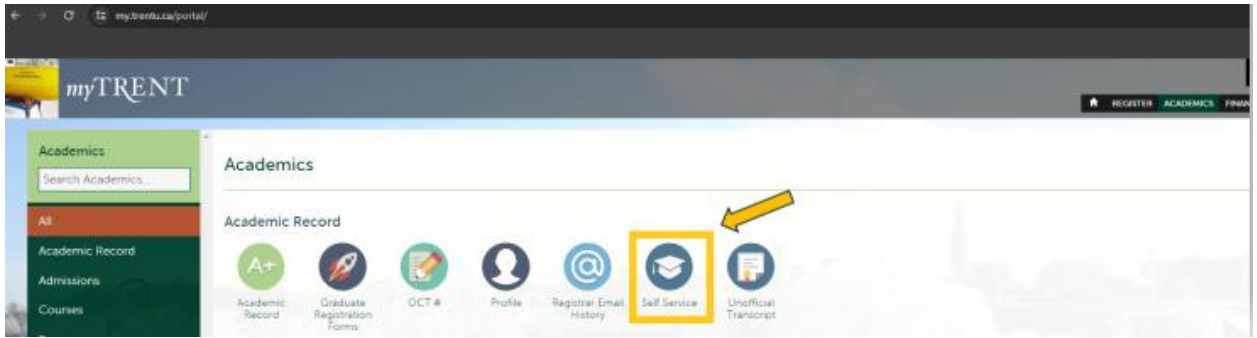 my.trentu.ca/portal/
myTRENT
REGISTER ACADEMICS
Academics
Search Academics...
All
Academic Record
Admissions
Courses
Academics
Academic Record
A+
Academic Record
Graduate Registration Forms
OCT #
Profile
Registrar Email History
Self Service
Unofficial Transcript